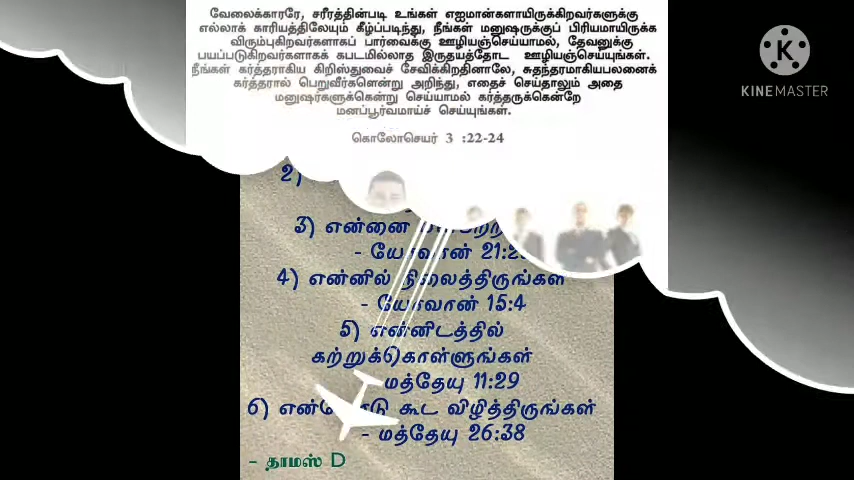 வேலைக்காரரே, சரீரத்தின்படி உங்கள் எஜமான்களாயிருக்கிறவர்களுக்கு
எல்லாக் காரியத்திலேயும் கீழ்ப்படிந்து, நீங்கள் மனுஷருக்குப் பிரியமாயிருக்க
விரும்புகிறவர்களாகப் பார்வைக்கு ஊழியஞ்செய்யாமல், தேவனுக்கு
பயப்படுகிறவர்களாகக் கபடமில்லாத இருதயத்தோட ஊழியஞ்செய்யுங்கள்.
நீங்கள் கர்த்தராகிய கிறிஸ்துவைச் சேவிக்கிறதினாலே, சுதந்தரமாகியபலனைக்
கர்த்தரால் பெறுவீர்களென்று அறிந்து, எதைச் செய்தாலும் அதை
மனுஷர்களுக்கென்று செய்யாமல் கர்த்தருக்கென்றே
மனப்பூர்வமாய்ச் செய்யுங்கள்.
கொலோசெயர் 3 :22-24
KINEMASTER
2)
3) என்னை
- யோவான் 21:2
4) என்னில் நிலைத்திருங்கள்
- யோவான் 15:4
5) என்னிடத்தில்
கற்றுக்கொள்ளுங்கள்
மத்தேயு 11:29
6) கூட விழித்திருங்கள்
- மத்தேயு 26:38
- தாமஸ் D